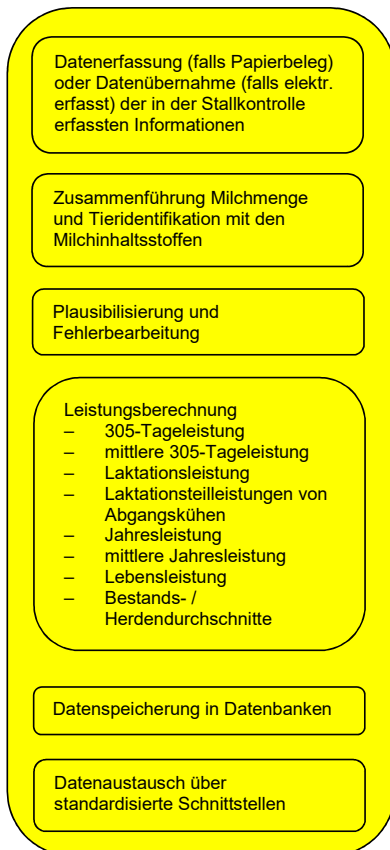 Datenerfassung (falls Papierbeleg)
oder Datenübernahme (falls elektr.
erfasst) der in der Stallkontrolle
erfassten Informationen
Zusammenführung Milchmenge
und Tieridentifikation mit den
Milchinhaltsstoffen
Plausibilisierung und
Fehlerbearbeitung
Leistungsberechnung
– 305-Tageleistung
– mittlere 305-Tageleistung
– Laktationsleistung
– Laktationsteilleistungen von
Abgangskühen
– Jahresleistung
– mittlere Jahresleistung
– Lebensleistung
– Bestands- /
Herdendurchschnitte
Datenspeicherung in Datenbanken
Datenaustausch über
standardisierte Schnittstellen